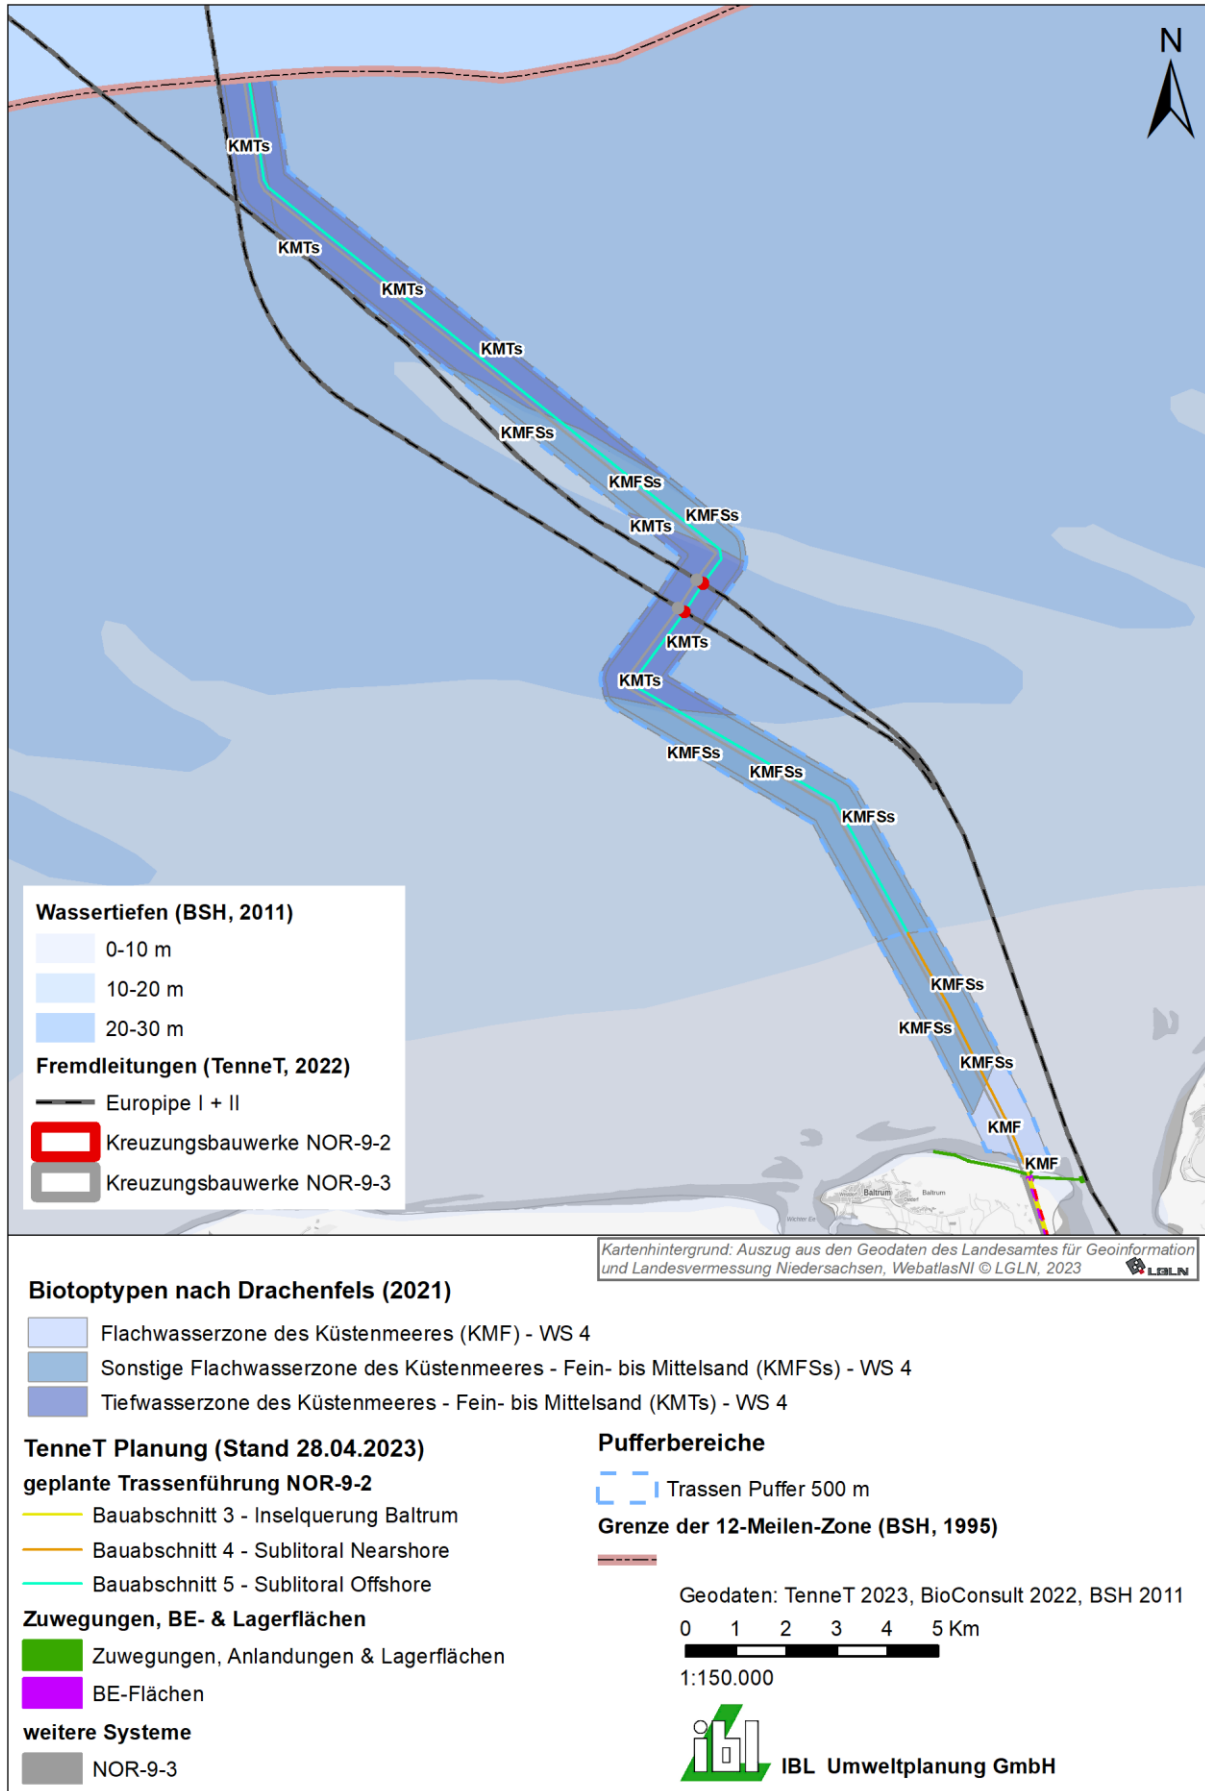 N
KMTs
KMTs
KMTs
KMTs
KMFSs
KMFSs
KMFSs
KMTs
KMTs
KMTs
KMFSs
KMFSs
KMFSs
KMFSs
KMFSs
KMFSs
KMF
KMF
Baltrum
Baltrum
Wassertiefen (BSH, 2011)
0-10 m
10-20 m
20-30 m
Fremdleitungen (TenneT, 2022)
Europipe I + II
Kreuzungsbauwerke NOR-9-2
Kreuzungsbauwerke NOR-9-3
Kartenhintergrund: Auszug aus den Geodaten des Landesamtes für Geoinformation
und Landesvermessung Niedersachsen, WebatlasNI © LGLN, 2023
LGLN
Biotoptypen nach Drachenfels (2021)
Flachwasserzone des Küstenmeeres (KMF) - WS 4
Sonstige Flachwasserzone des Küstenmeeres - Fein- bis Mittelsand (KMFSs) - WS 4
Tiefwasserzone des Küstenmeeres - Fein- bis Mittelsand (KMTs) - WS 4
TenneT Planung (Stand 28.04.2023)
geplante Trassenführung NOR-9-2
Bauabschnitt 3 - Inselquerung Baltrum
Bauabschnitt 4 - Sublitoral Nearshore
Bauabschnitt 5 - Sublitoral Offshore
Zuwegungen, BE- & Lagerflächen
Zuwegungen, Anlandungen & Lagerflächen
BE-Flächen
weitere Systeme
NOR-9-3
Pufferbereiche
Trassen Puffer 500 m
Grenze der 12-Meilen-Zone (BSH, 1995)
Geodaten: TenneT 2023, BioConsult 2022, BSH 2011
0 1 2 3 4 5 Km
1:150.000
ibl
IBL Umweltplanung GmbH